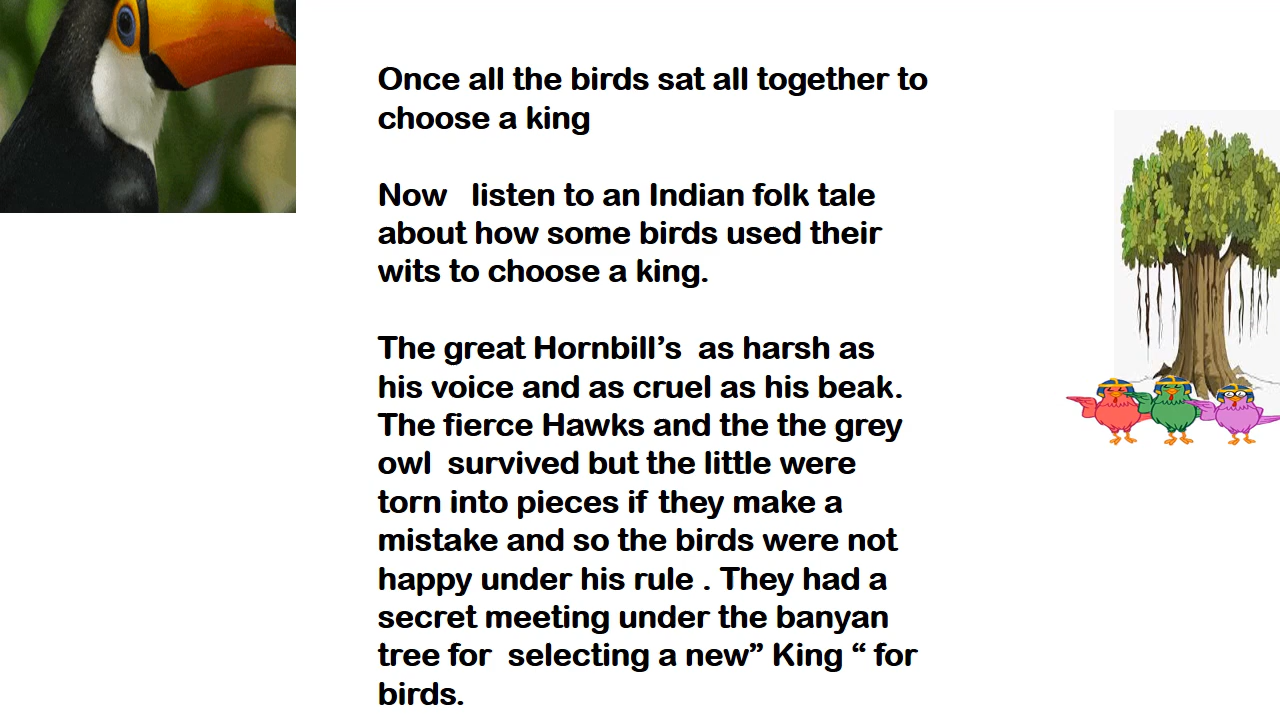 Once all the birds sat all together to
choose a king
Now   listen to an Indian folk tale
about how some birds used their
wits to choose a king.
The great Hornbill’s  as harsh as
his voice and as cruel as his beak.
The fierce Hawks and the the grey
owl  survived but the little were
torn into pieces if they make a
mistake and so the birds were not
happy under his rule . They had a
secret meeting under the banyan
tree for  selecting a new” King “ for
birds.